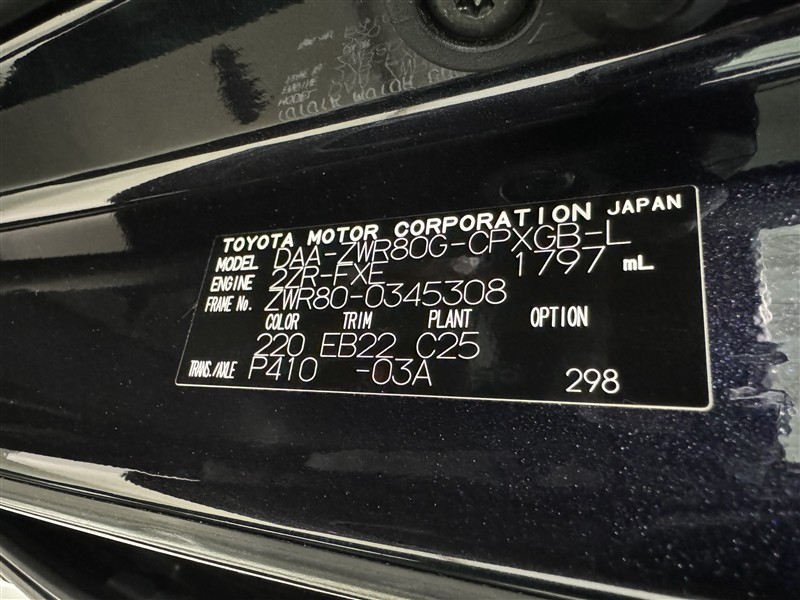 TOYOTA MOTOR CORPORATION JAPAN
MODEL DAA-ZWR80G-CPXGB-L
ENGINE 2ZR-FXE 1797 mL
FRAME No. ZWR80-0345308
COLOR TRIM PLANT OPTION
220 EB22 C25
TRANS./AXLE P410 -03A 298